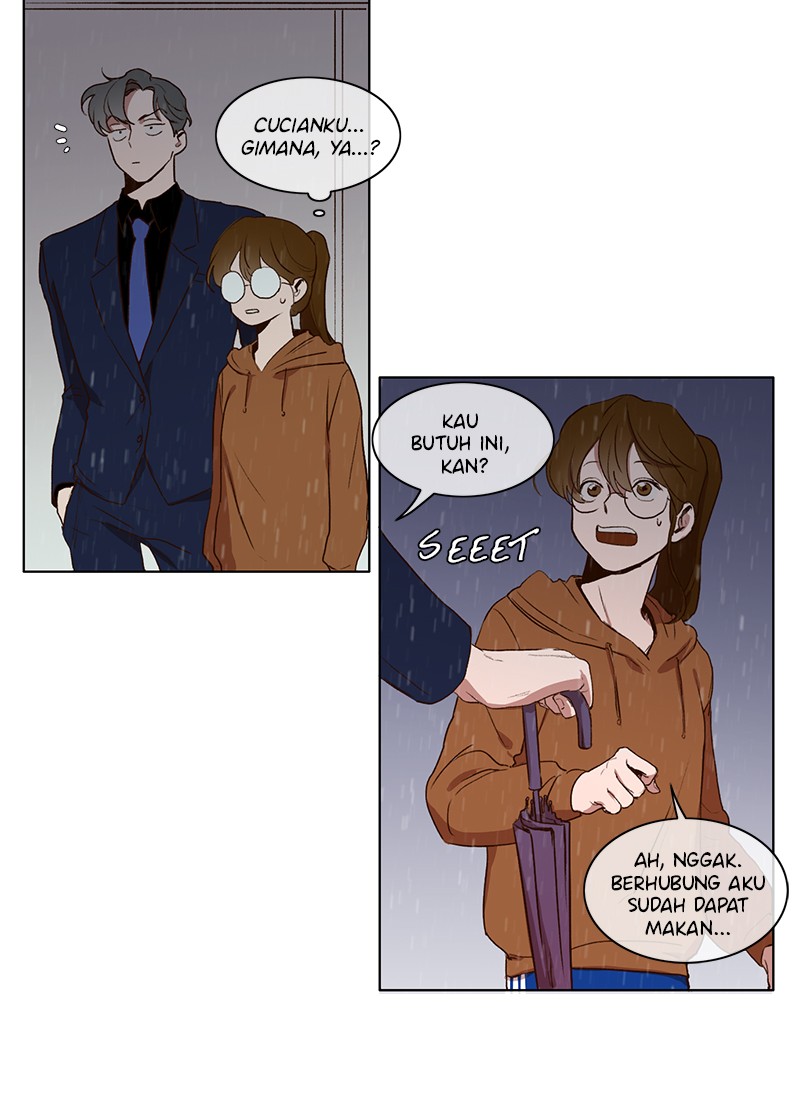 CUCIANKU...
GIMANA, YA...?
KAU
BUTUH INI,
KAN?
SEEET
AH, NGGAK.
BERHUBUNG AKU
SUDAH DAPAT
MAKAN...